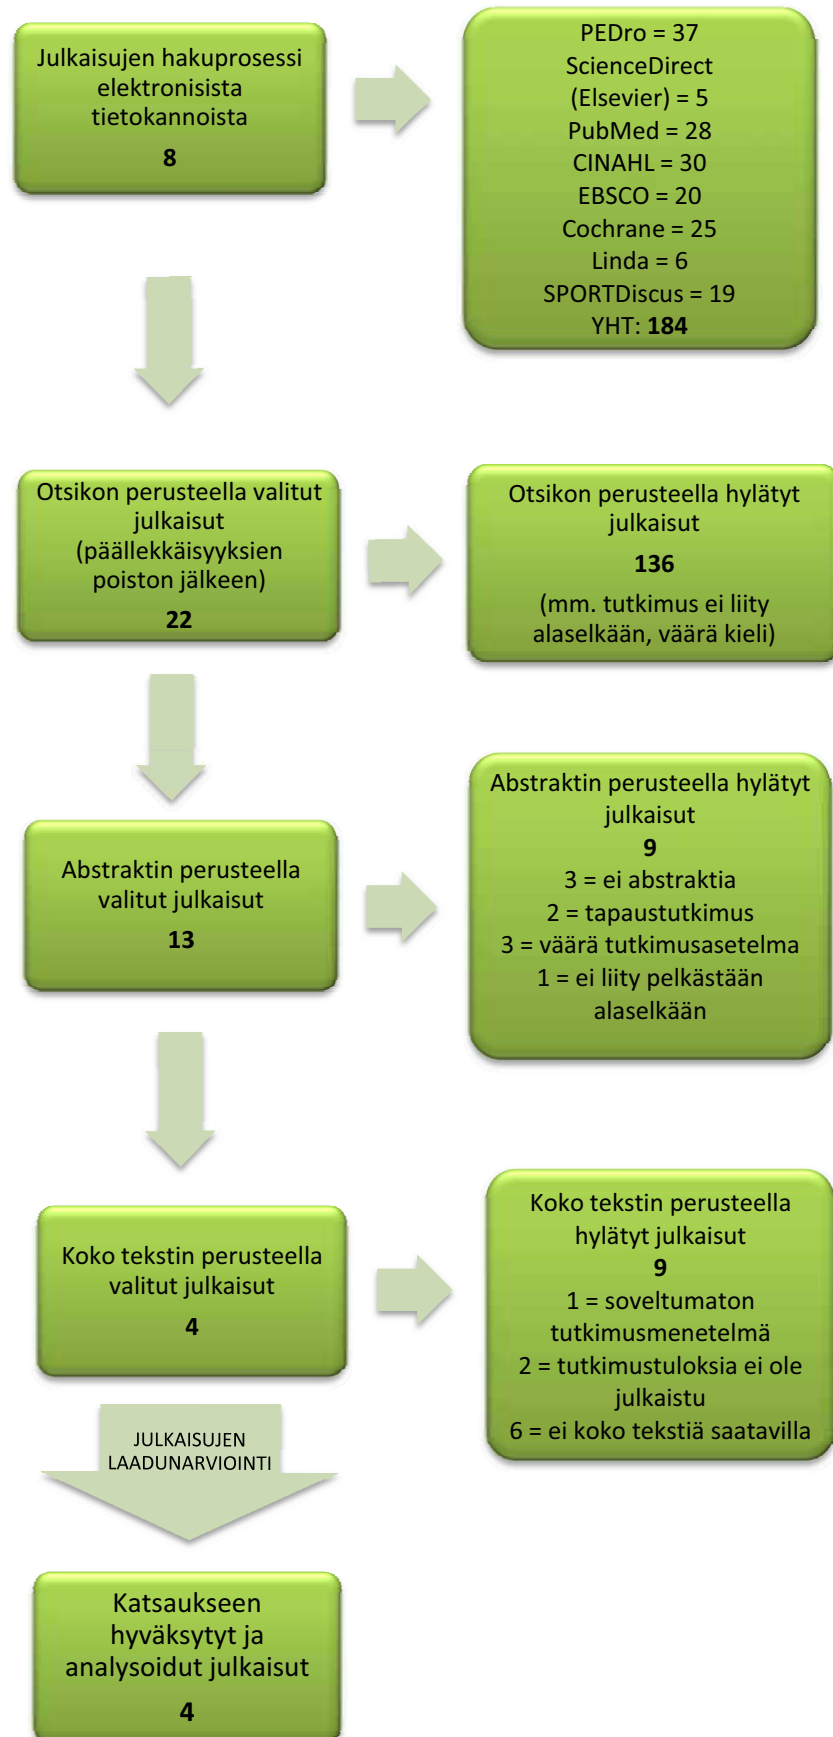 Julkaisujen hakuprosessi
elektronisista
tietokannoista
8
PEDro = 37
ScienceDirect
(Elsevier) = 5
PubMed = 28
CINAHL = 30
EBSCO = 20
Cochrane = 25
Linda = 6
SPORTDiscus = 19
YHT: 184
Otsikon perusteella valitut
julkaisut
(päällekkäisyyksien
poiston jälkeen)
22
Otsikon perusteella hylätyt
julkaisut
136
(mm. tutkimus ei liity
alaselkään, väärä kieli)
Abstraktin perusteella
valitut julkaisut
13
Abstraktin perusteella hylätyt
julkaisut
9
3 = ei abstraktia
2 = tapaustutkimus
3 = väärä tutkimusasetelma
1 = ei liity pelkästään
alaselkään
Koko tekstin perusteella
valitut julkaisut
4
Koko tekstin perusteella
hylätyt julkaisut
9
1 = soveltumaton
tutkimusmenetelmä
2 = tutkimustuloksia ei ole
julkaistu
6 = ei koko tekstiä saatavilla
JULKAISUJEN
LAADUNARVIOINTI
Katsaukseen
hyväksytyt ja
analysoidut julkaisut
4